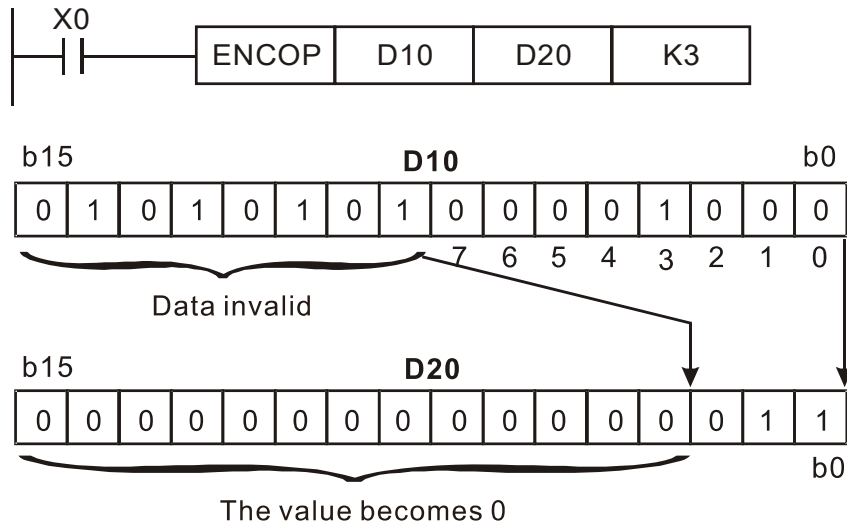 X0
ENCOP D10 D20 K3
b15 D10 b0
0 1 0 1 0 1 0 1 0 0 0 0 1 0 0 0
7 6 5 4 3 2 1 0
Data invalid
b15 D20
0 0 0 0 0 0 0 0 0 0 0 0 0 0 1 1
b0
The value becomes 0